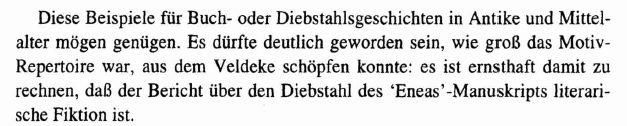 Diese Beispiele für Buch- oder Diebstahlsgeschichten in Antike und Mittel-
alter mögen genügen. Es dürfte deutlich geworden sein, wie groß das Motiv-
Repertoire war, aus dem Veldeke schöpfen konnte: es ist ernsthaft damit zu
rechnen, daß der Bericht über den Diebstahl des ‘Eneas’-Manuskripts literari-
sche Fiktion ist.